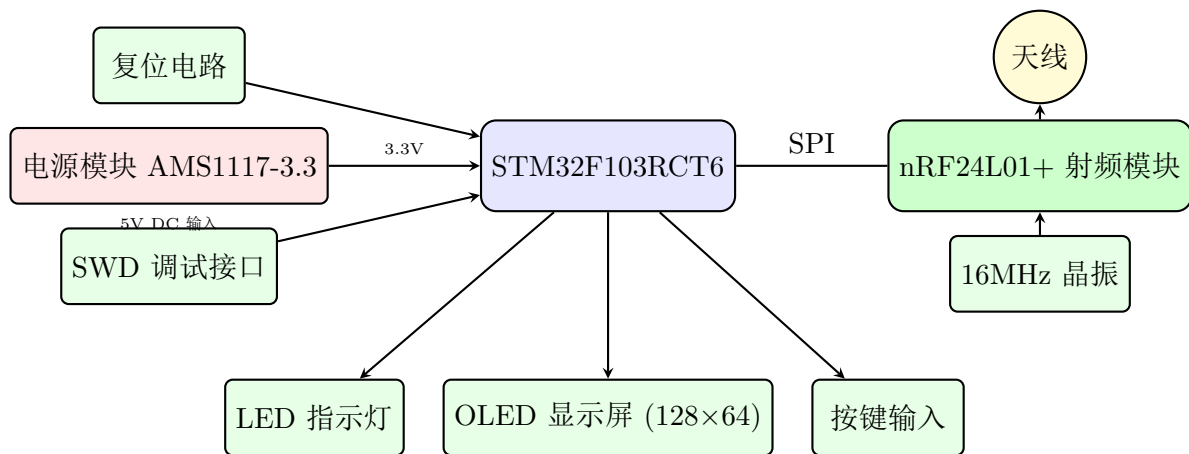 复位电路
天线
电源模块 AMS1117-3.3
3.3V
STM32F103RCT6
SPI
nRF24L01+ 射频模块
5V DC 输入
SWD 调试接口
16MHz 晶振
LED 指示灯
OLED 显示屏 (128×64)
按键输入